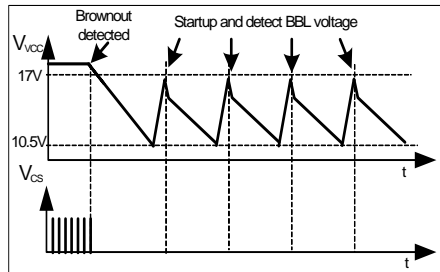 Brownout
detected
Startup and detect BBL voltage
VVCC
17V
10.5V
t
VCS
t